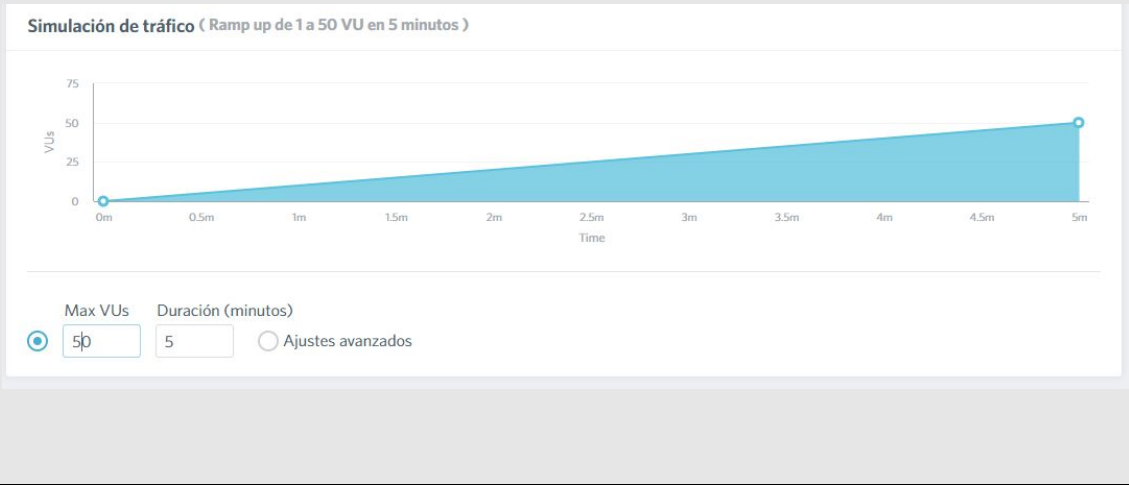 Simulación de tráfico ( Ramp up de 1 a 50 VU en 5 minutos )
75
50
25
0
VUs
0m 0.5m 1m 1.5m 2m 2.5m 3m 3.5m 4m 4.5m 5m
Time
Max VUs Duración (minutos)
50 5 Ajustes avanzados